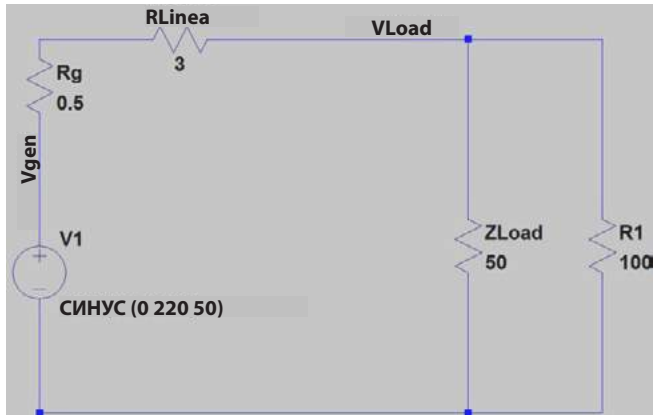 RLinea
3
VLoad
Rg
0.5
Vgen
V1
СИНУС (0 220 50)
ZLoad
50
R1
100